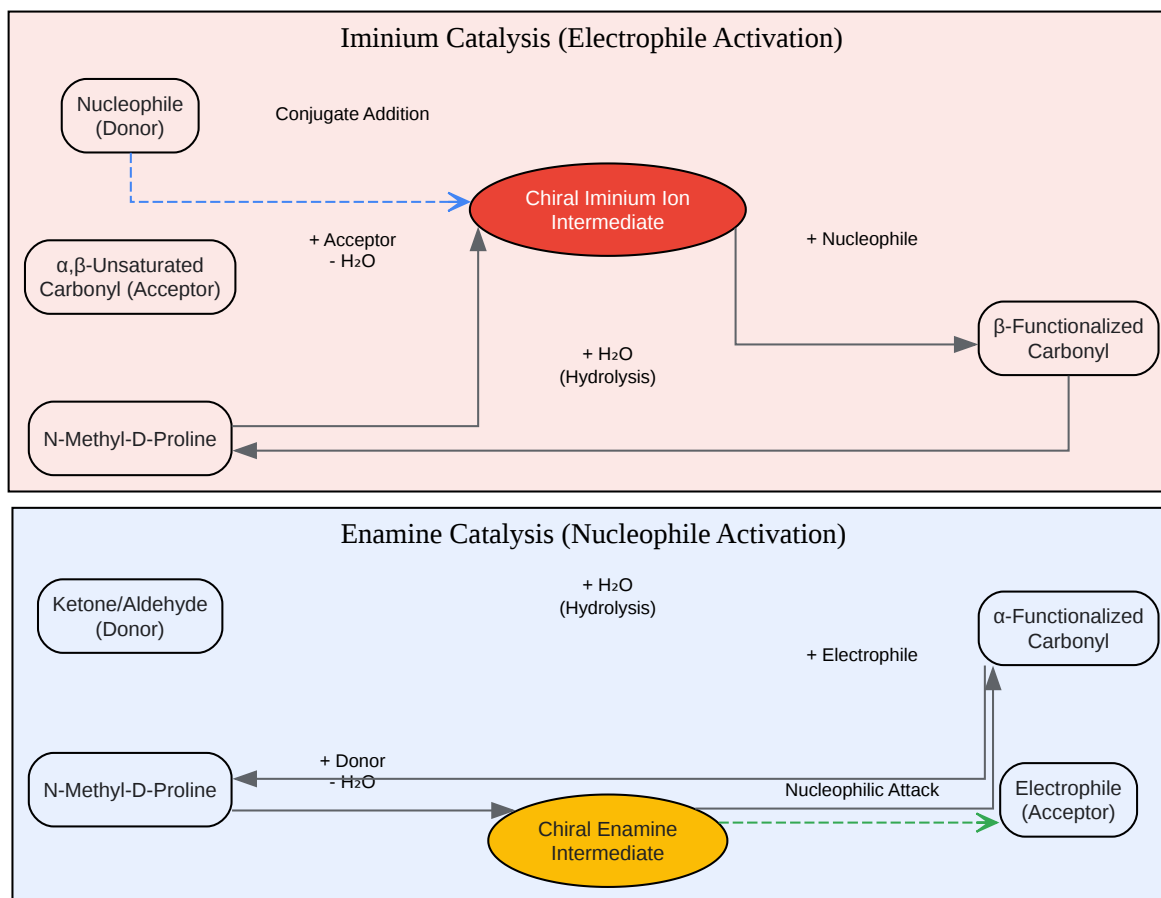 Iminium Catalysis (Electrophile Activation)
Nucleophile
(Donor)
Conjugate Addition
Chiral Iminium Ion
Intermediate
+ Acceptor
- H₂O
+ Nucleophile
α,β-Unsaturated
Carbonyl (Acceptor)
β-Functionalized
Carbonyl
+ H₂O
(Hydrolysis)
N-Methyl-D-Proline
Enamine Catalysis (Nucleophile Activation)
Ketone/Aldehyde
(Donor)
+ H₂O
(Hydrolysis)
α-Functionalized
Carbonyl
+ Electrophile
N-Methyl-D-Proline
+ Donor
- H₂O
Nucleophilic Attack
Electrophile
(Acceptor)
Chiral Enamine
Intermediate